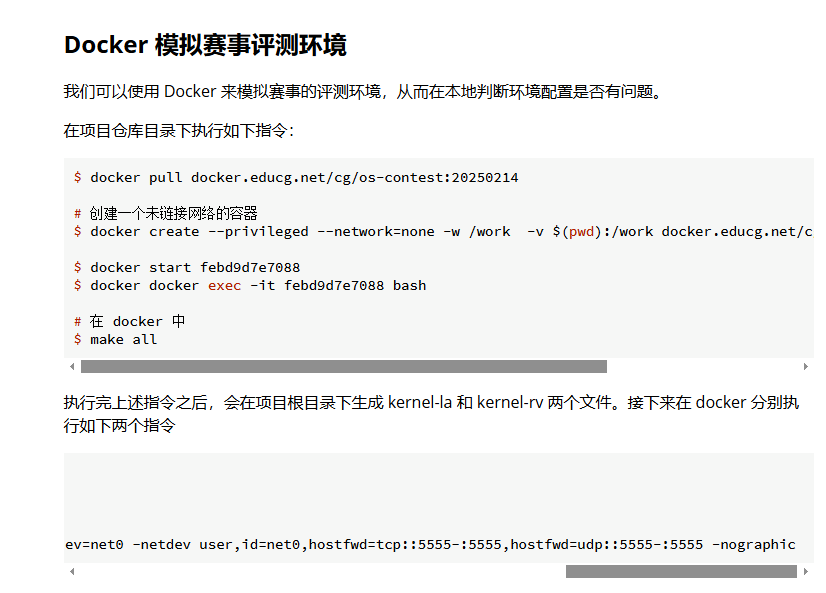 Docker 模拟赛事评测环境
我们可以使用 Docker 来模拟赛事的评测环境，从而在本地判断环境配置是否有问题。
在项目仓库目录下执行如下指令：
$ docker pull docker.educg.net/cg/os-contest:20250214
# 创建一个未链接网络的容器
$ docker create --privileged --network=none -w /work  -v $(pwd):/work docker.educg.net/c
$ docker start febd9d7e7088
$ docker docker exec -it febd9d7e7088 bash
# 在 docker 中
$ make all
执行完上述指令之后，会在项目根目录下生成 kernel-la 和 kernel-rv 两个文件。接下来在 docker 分别执
行如下两个指令
ev=net0 -netdev user,id=net0,hostfwd=tcp::5555-:5555,hostfwd=udp::5555-:5555 -nographic